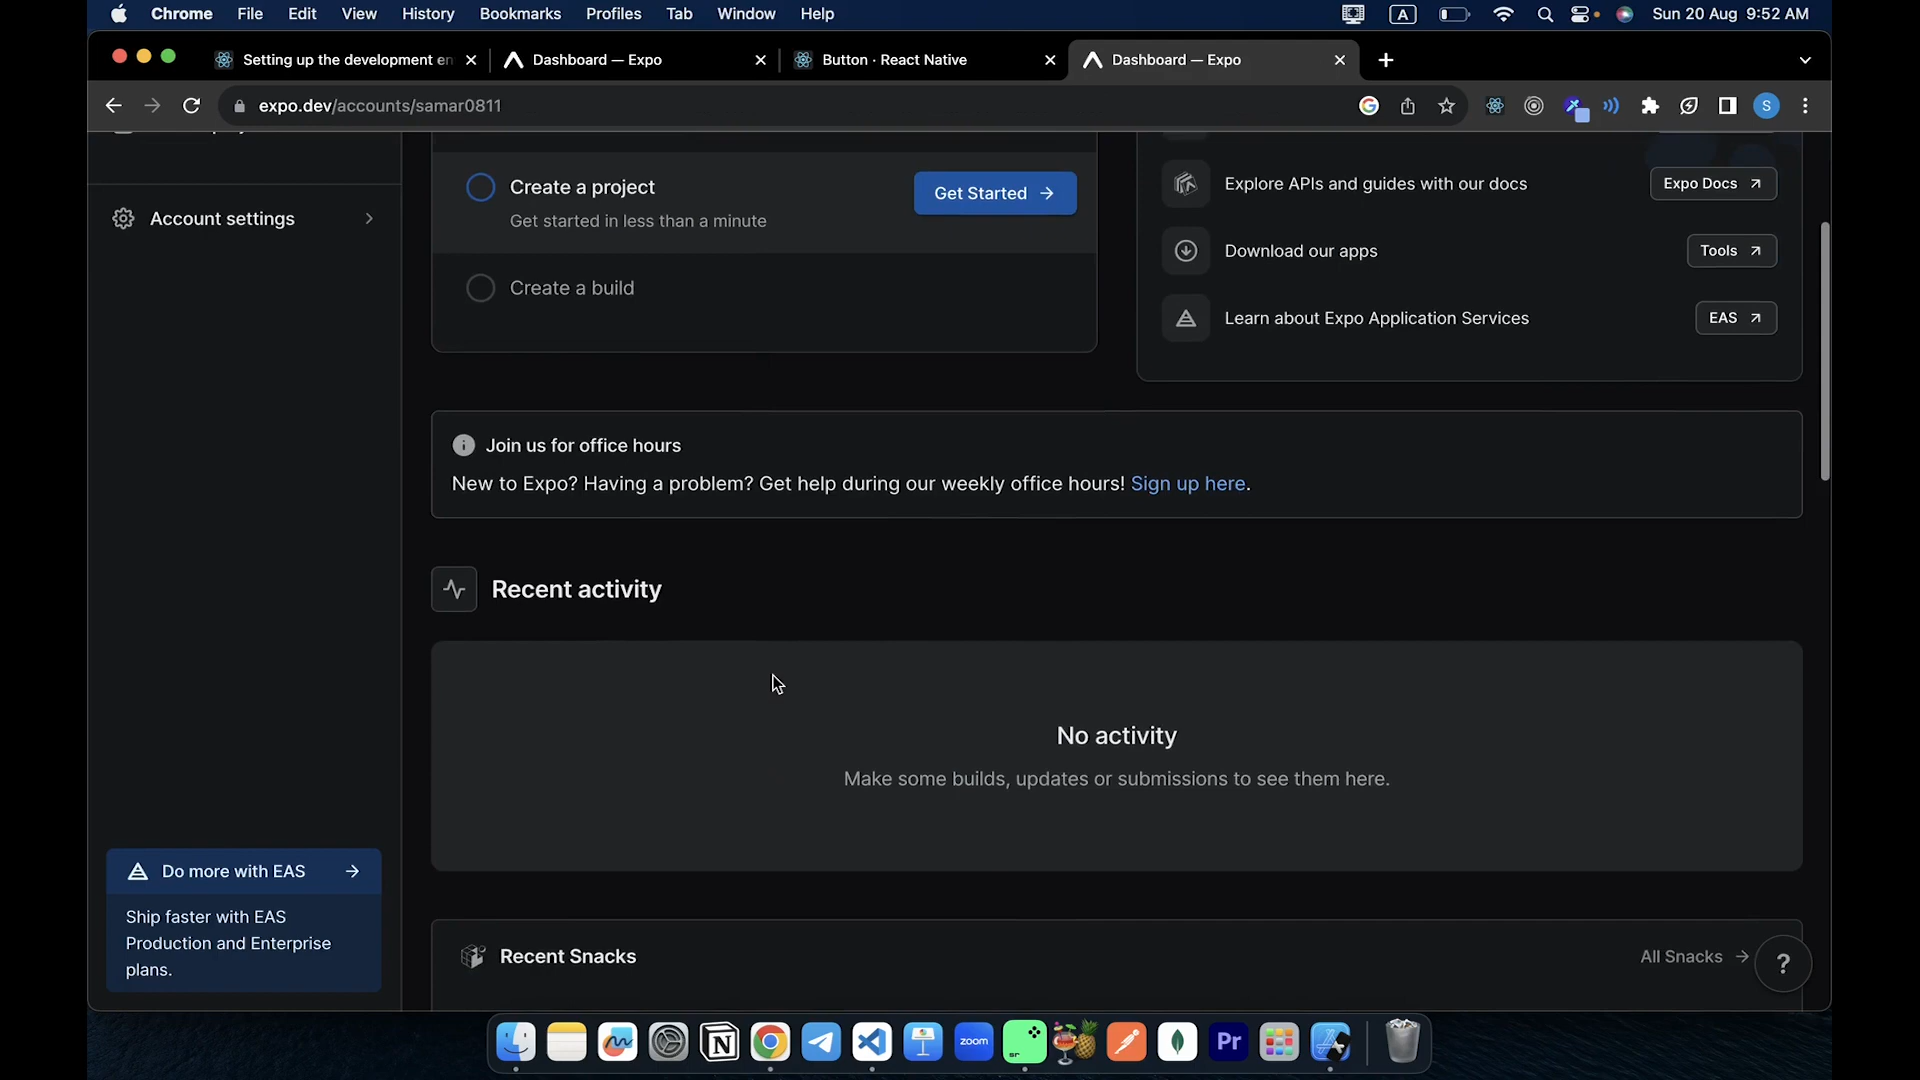 Chrome File Edit View History Bookmarks Profiles Tab Window Help
A
Sun 20 Aug 9:52 AM
Setting up the development en
Dashboard — Expo
Button · React Native
Dashboard — Expo
expo.dev/accounts/samar0811
S
Account settings
Create a project
Get started in less than a minute
Get Started
Create a build
Explore APIs and guides with our docs
Expo Docs
Download our apps
Tools
Learn about Expo Application Services
EAS
Join us for office hours
New to Expo? Having a problem? Get help during our weekly office hours! Sign up here.
Recent activity
No activity
Make some builds, updates or submissions to see them here.
Do more with EAS
Ship faster with EAS
Production and Enterprise
plans.
Recent Snacks
All Snacks
?
zoom
sr
Pr